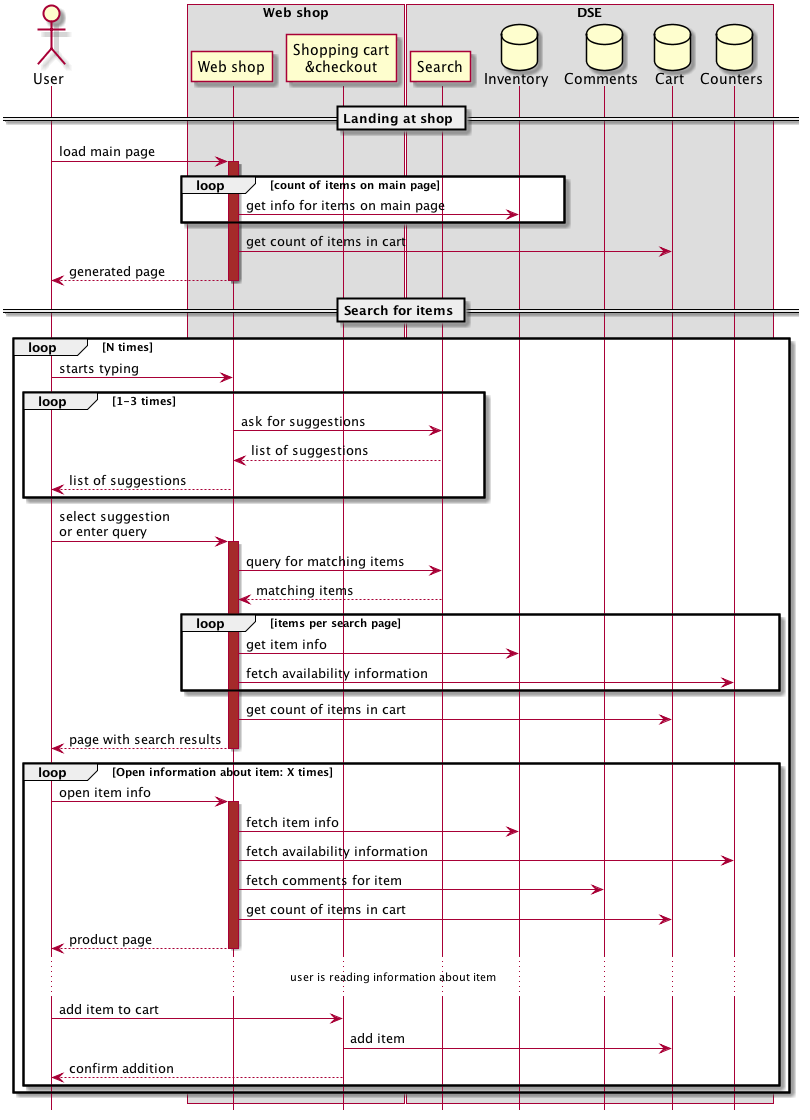 Web shop
DSE
User
Web shop
Shopping cart
&checkout
Search
Inventory
Comments
Cart
Counters
Landing at shop
load main page
loop
[count of items on main page]
get info for items on main page
get count of items in cart
generated page
Search for items
loop
[N times]
starts typing
loop
[1-3 times]
ask for suggestions
list of suggestions
list of suggestions
select suggestion
or enter query
query for matching items
matching items
loop
[items per search page]
get item info
fetch availability information
get count of items in cart
page with search results
loop
[Open information about item: X times]
open item info
fetch item info
fetch availability information
fetch comments for item
get count of items in cart
product page
user is reading information about item
add item to cart
add item
confirm addition